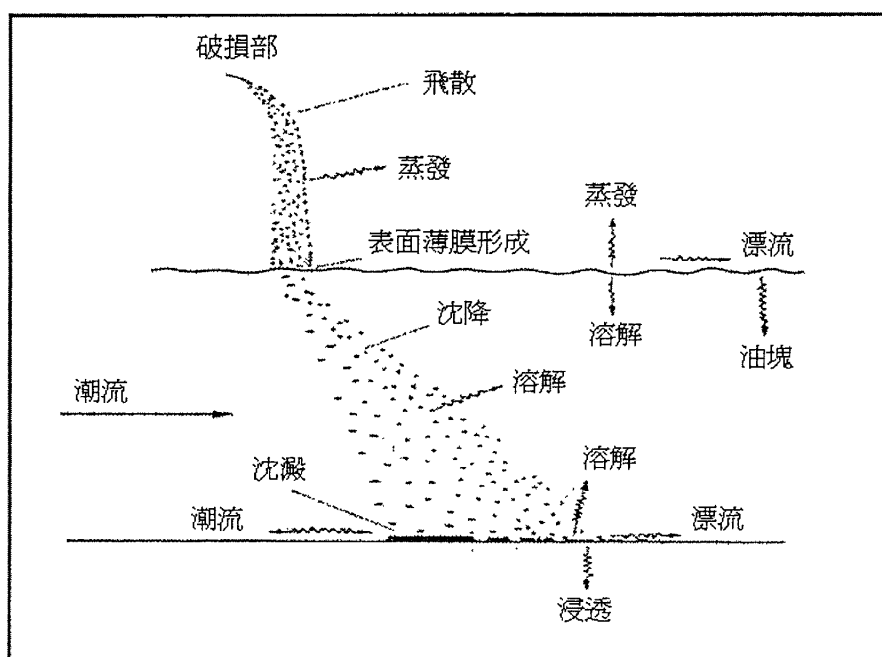 破損部
飛散
蒸發
蒸發
表面薄膜形成
漂流
沈降
溶解
油塊
潮流
溶解
沈澱
溶解
潮流
漂流
浸透